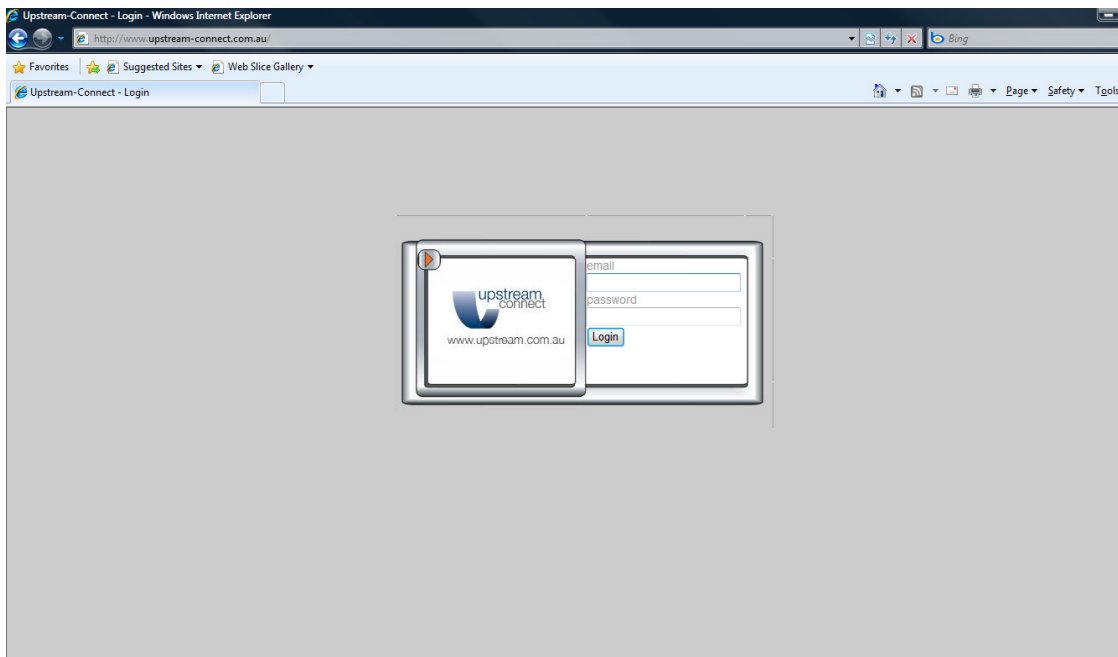 Upstream-Connect - Login - Windows Internet Explorer
http://www.upstream-connect.com.au/
Bing
Favorites Suggested Sites Web Slice Gallery
Upstream-Connect - Login
Page Safety Tools
email
upstream
connect
password
www.upstream.com.au
Login